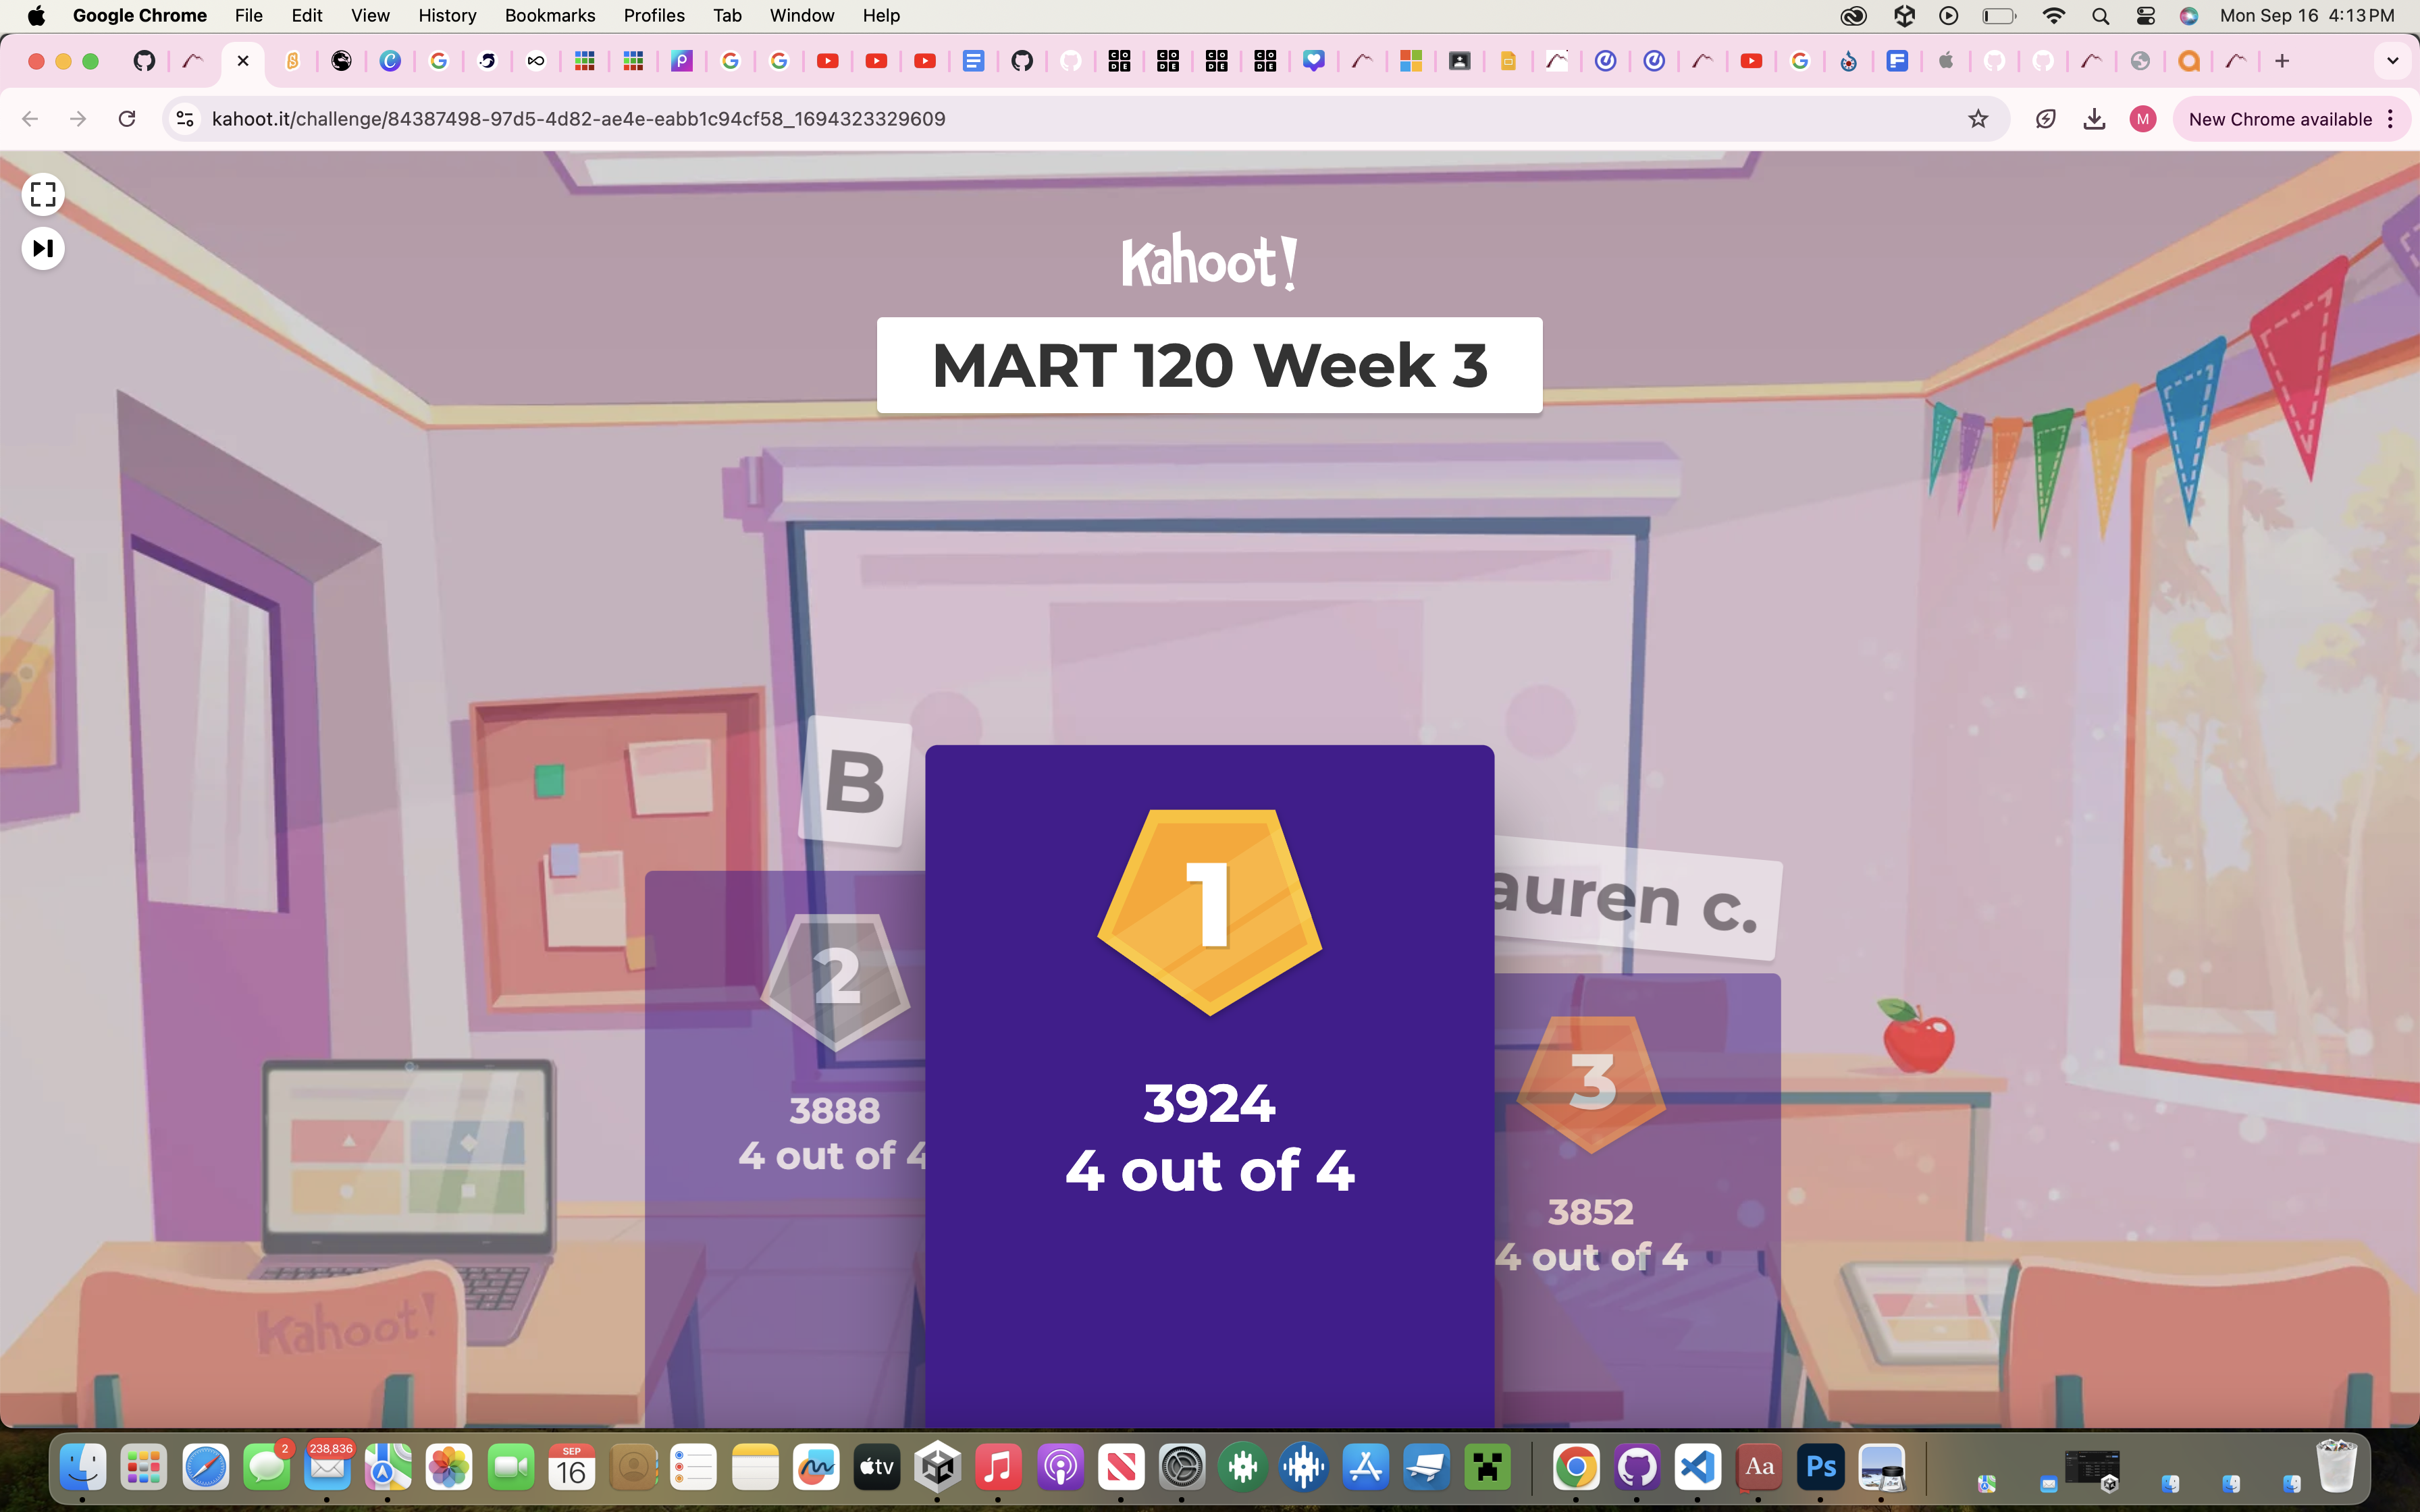 Google Chrome File Edit View History Bookmarks Profiles Tab Window Help
Mon Sep 16 4:13 PM
kahoot.it/challenge/84387498-97d5-4d82-ae4e-eabb1c94cf58_1694323329609
M
New Chrome available
Kahoot!
MART 120 Week 3
B
auren c.
1
2
3
3924
4 out of 4
3888
4 out of 4
3852
4 out of 4
Kahoot!
2
238,836
SEP
16
tv
Aa
Ps